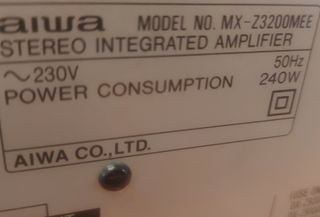 aiwa MODEL NO. MX-Z3200MEE
STEREO INTEGRATED AMPLIFIER
~230V 50Hz
POWER CONSUMPTION 240W
AIWA CO.,LTD.